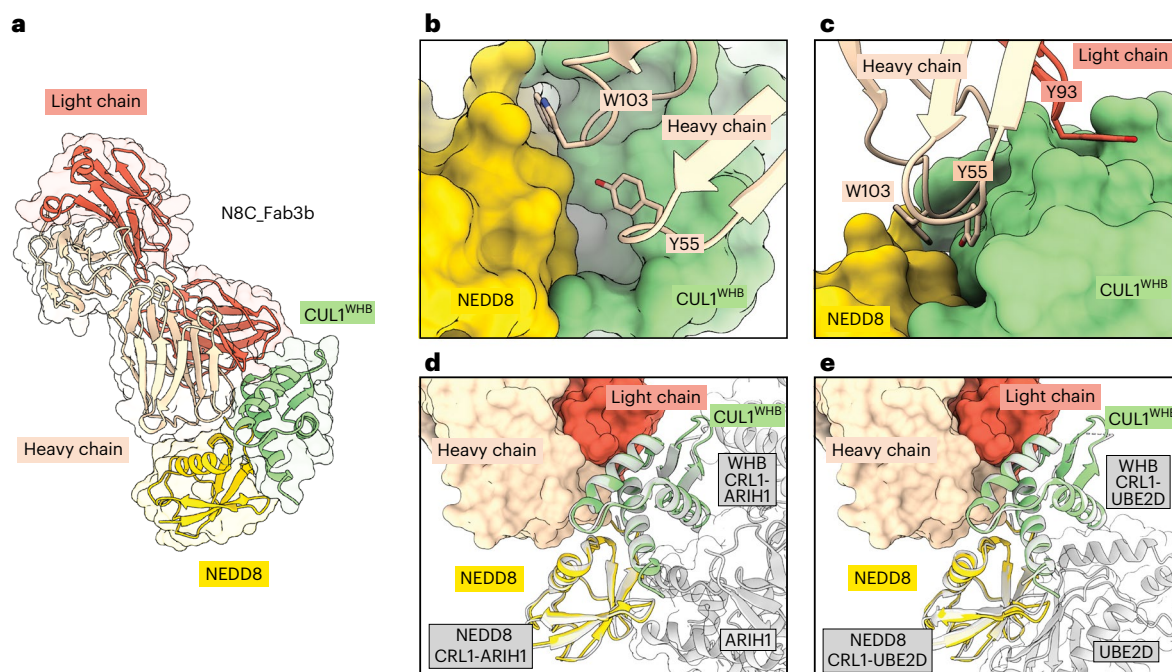 a
Light chain
N8C_Fab3b
CUL1WHB
Heavy chain
NEDD8
b
W103
Heavy chain
Y55
NEDD8
CUL1WHB
c
Heavy chain
Light chain
Y93
Y55
W103
CUL1WHB
NEDD8
d
Light chain
CUL1WHB
Heavy chain
WHB
CRL1-
ARIH1
NEDD8
NEDD8
CRL1-ARIH1
ARIH1
e
Light chain
CUL1WHB
Heavy chain
WHB
CRL1-
UBE2D
NEDD8
NEDD8
CRL1-UBE2D
UBE2D